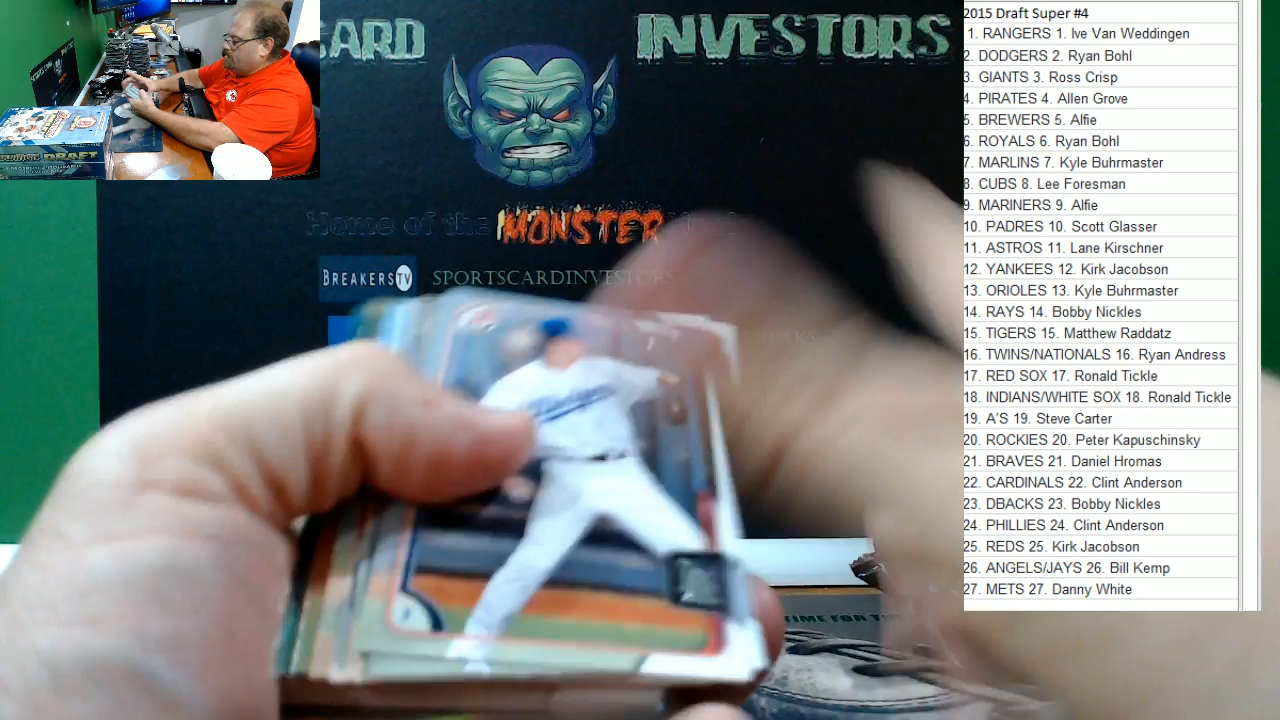 CARD INVESTORS
Home of the MONSTER
BREAKERSTV SPORTSCARDINVESTORS
DRAFT
TIME FOR
2015 Draft Super #4
1. RANGERS 1. Ive Van Weddingen
2. DODGERS 2. Ryan Bohl
3. GIANTS 3. Ross Crisp
4. PIRATES 4. Allen Grove
5. BREWERS 5. Alfie
6. ROYALS 6. Ryan Bohl
7. MARLINS 7. Kyle Buhrmaster
8. CUBS 8. Lee Foresman
9. MARINERS 9. Alfie
10. PADRES 10. Scott Glasser
11. ASTROS 11. Lane Kirschner
12. YANKEES 12. Kirk Jacobson
13. ORIOLES 13. Kyle Buhrmaster
14. RAYS 14. Bobby Nickles
15. TIGERS 15. Matthew Raddatz
16. TWINS/NATIONALS 16. Ryan Andress
17. RED SOX 17. Ronald Tickle
18. INDIANS/WHITE SOX 18. Ronald Tickle
19. A'S 19. Steve Carter
20. ROCKIES 20. Peter Kapuschinsky
21. BRAVES 21. Daniel Hromas
22. CARDINALS 22. Clint Anderson
23. DBACKS 23. Bobby Nickles
24. PHILLIES 24. Clint Anderson
25. REDS 25. Kirk Jacobson
26. ANGELS/JAYS 26. Bill Kemp
27. METS 27. Danny White